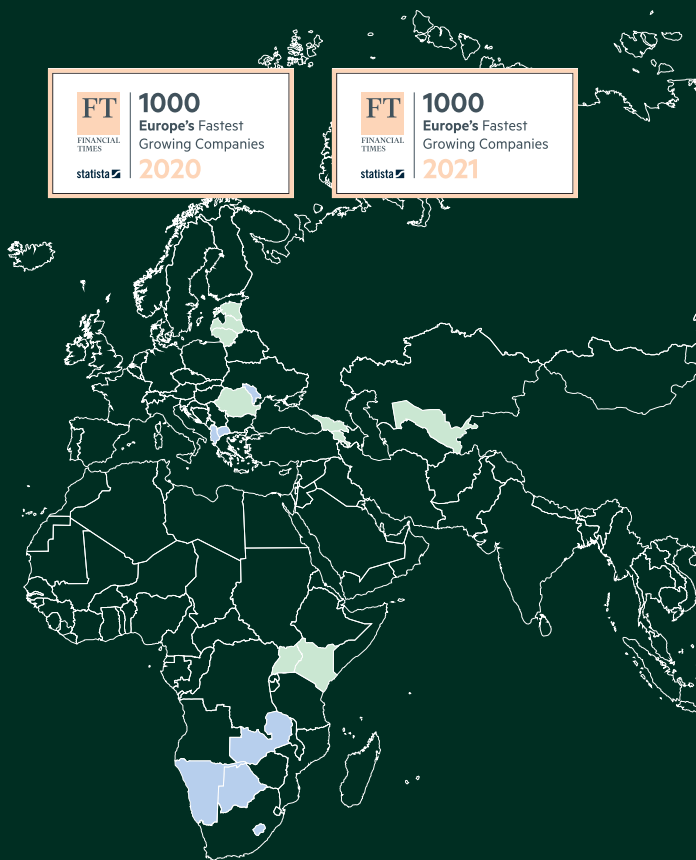 FT
FINANCIAL
TIMES
statista
1000
Europe's Fastest
Growing Companies
2020
FT
FINANCIAL
TIMES
statista
1000
Europe's Fastest
Growing Companies
2021